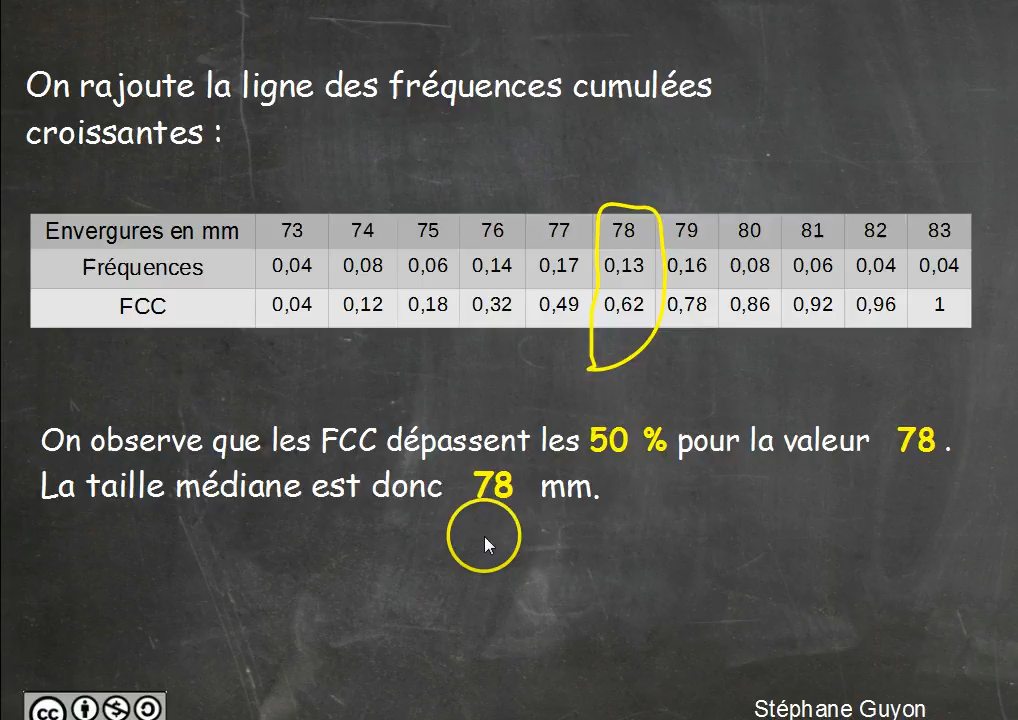 On rajoute la ligne des fréquences cumulées
croissantes :
Envergures en mm 73 74 75 76 77 78 79 80 81 82 83
Fréquences 0,04 0,08 0,06 0,14 0,17 0,13 0,16 0,08 0,06 0,04 0,04
FCC 0,04 0,12 0,18 0,32 0,49 0,62 0,78 0,86 0,92 0,96 1
On observe que les FCC dépassent les 50 % pour la valeur 78 .
La taille médiane est donc 78 mm.
cc
Stéphane Guyon